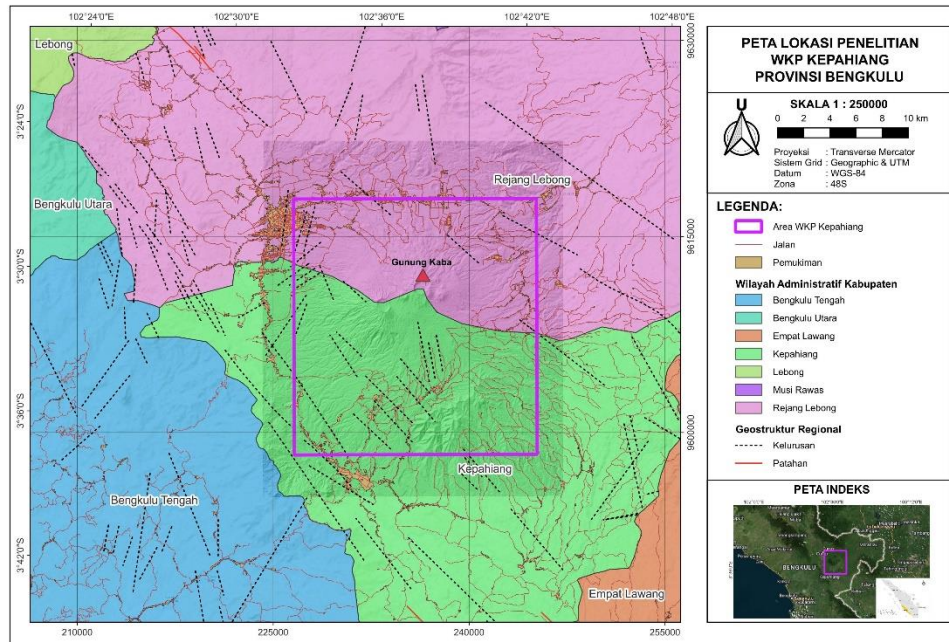 102°24'0"E 102°30'0"E 102°36'0"E 102°42'0"E 102°48'0"E
9630000
Lebong
3°24'0"S
Rejang Lebong
Bengkulu Utara
9615000
Gunung Kaba
3°30'0"S
3°36'0"S
9600000
Kepahiang
Bengkulu Tengah
3°42'0"S
Empat Lawang
210000 225000 240000 255000
PETA LOKASI PENELITIAN
WKP KEPAHIANG
PROVINSI BENGKULU
U
SKALA 1 : 250000
0 2 4 6 8 10 km
Proyeksi : Transverse Mercator
Sistem Grid : Geographic & UTM
Datum : WGS-84
Zona : 48S
LEGENDA:
Area WKP Kepahiang
Jalan
Pemukiman
Wilayah Administratif Kabupaten
Bengkulu Tengah
Bengkulu Utara
Empat Lawang
Kepahiang
Lebong
Musi Rawas
Rejang Lebong
Geostruktur Regional
Kelurusan
Patahan
PETA INDEKS
BENGKULU